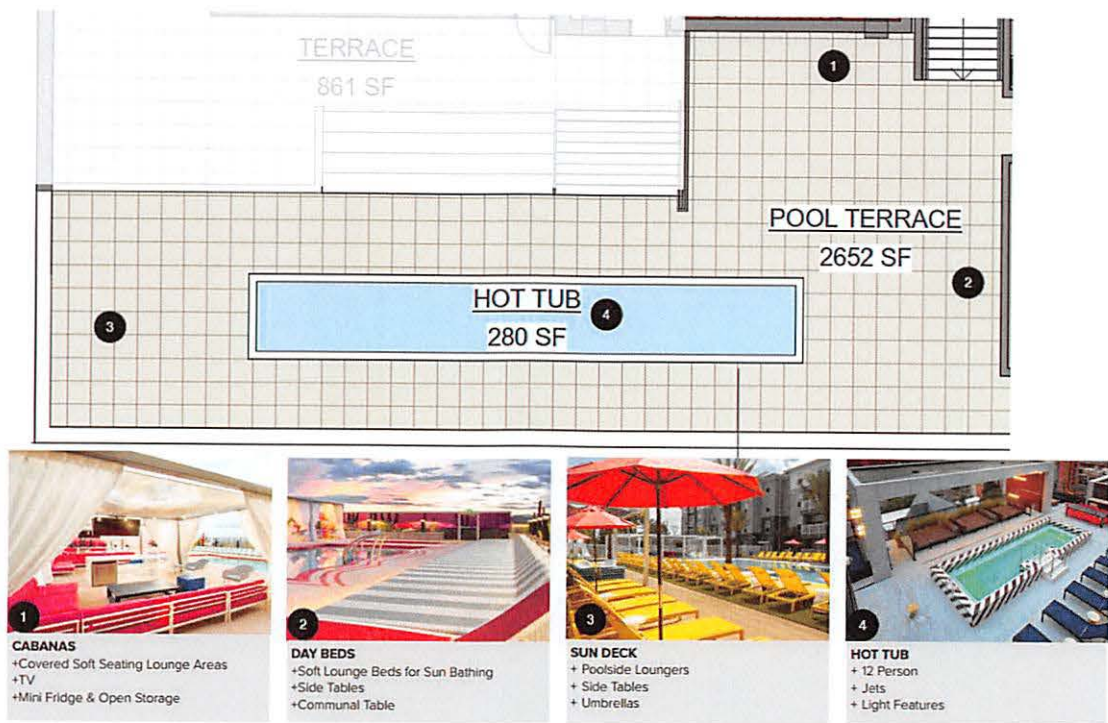 TERRACE
861 SF
1
POOL TERRACE
2652 SF
2
HOT TUB
280 SF
4
3
1
CABANAS
+Covered Soft Seating Lounge Areas
+TV
+Mini Fridge & Open Storage
2
DAY BEDS
+Soft Lounge Beds for Sun Bathing
+Side Tables
+Communal Table
3
SUN DECK
+ Poolside Loungers
+ Side Tables
+ Umbrellas
4
HOT TUB
+ 12 Person
+ Jets
+ Light Features